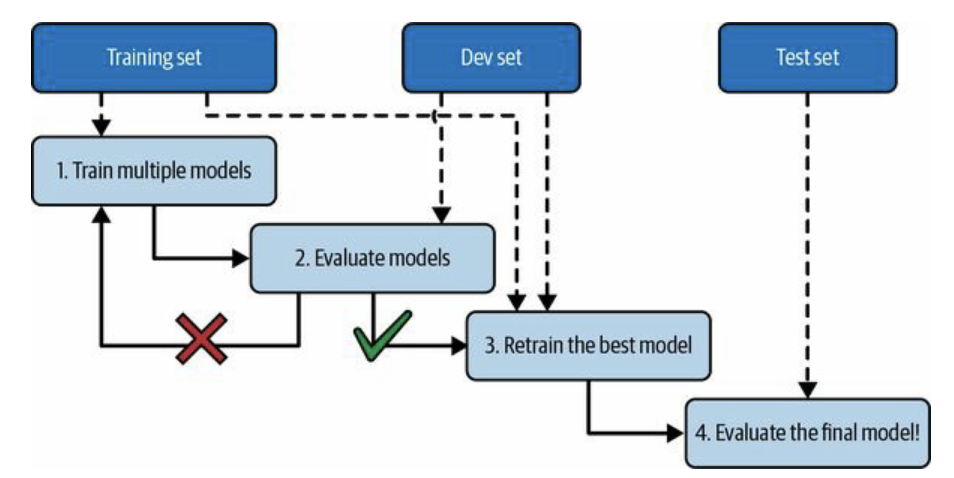 Training set
Dev set
Test set
1. Train multiple models
2. Evaluate models
3. Retrain the best model
4. Evaluate the final model!